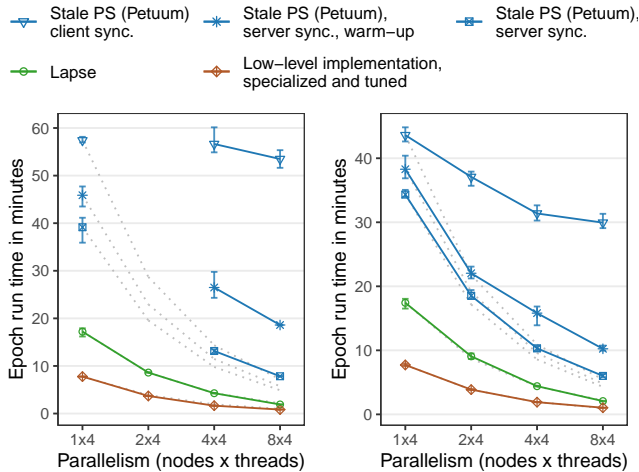 Stale PS (Petuum)
client sync.
Stale PS (Petuum),
server sync., warm-up
Stale PS (Petuum),
server sync.
Lapse
Low-level implementation,
specialized and tuned
Epoch run time in minutes
60
50
40
30
20
10
0
1x4 2x4 4x4 8x4
Parallelism (nodes x threads)
Epoch run time in minutes
40
30
20
10
0
1x4 2x4 4x4 8x4
Parallelism (nodes x threads)